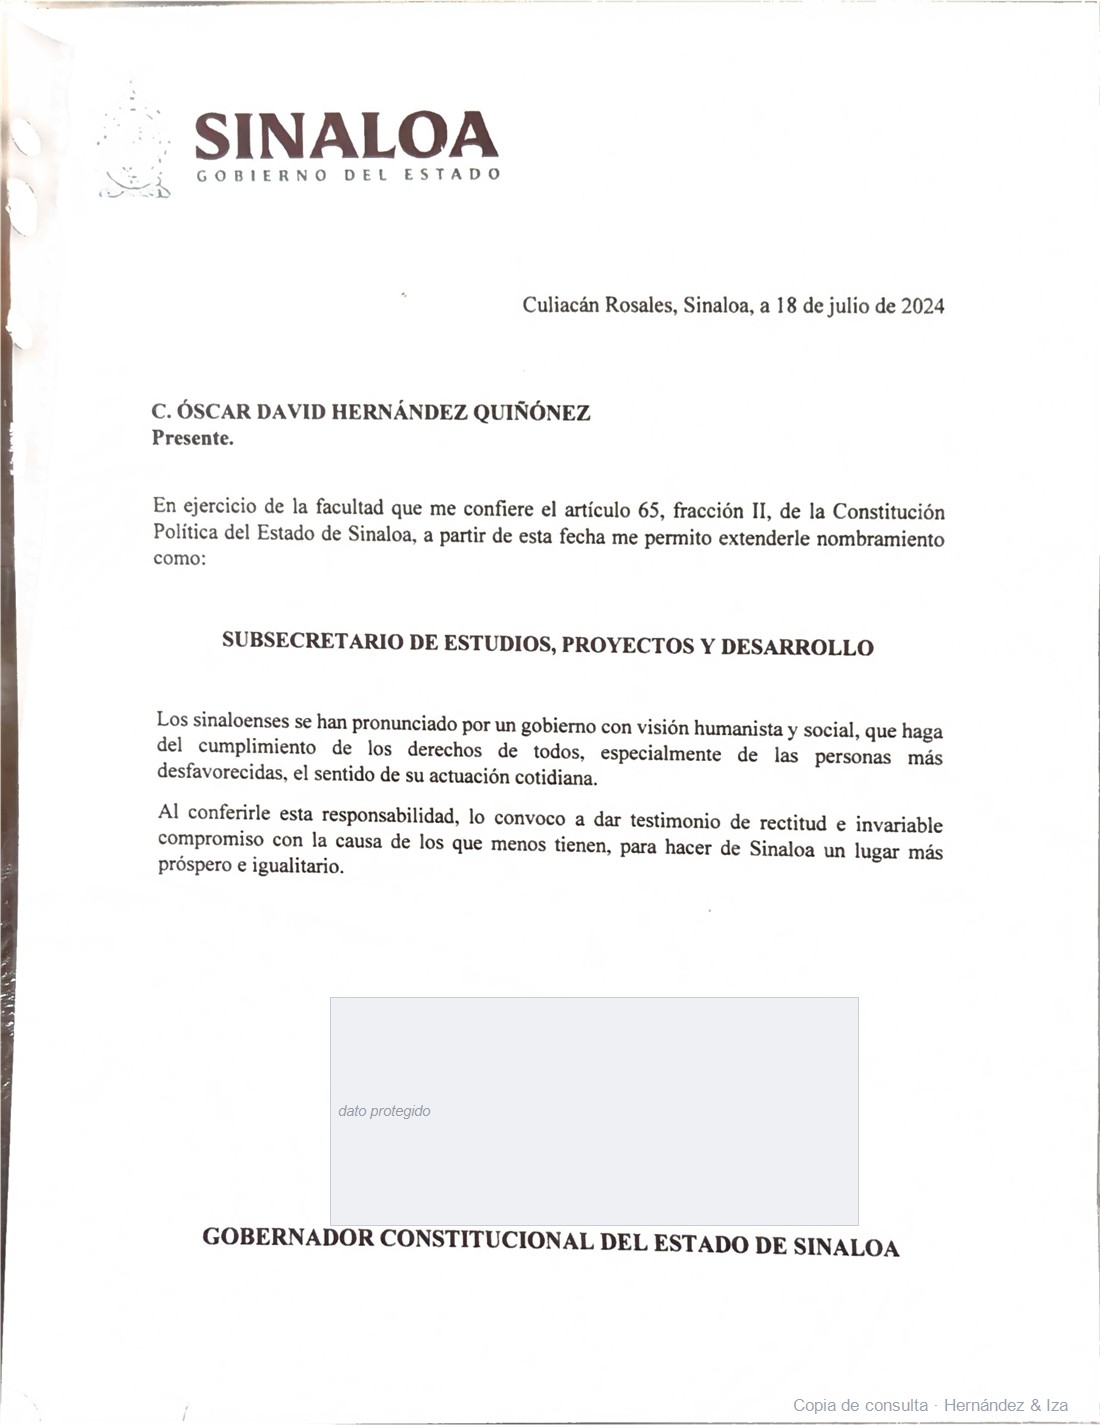 SINALOA
GOBIERNO DEL ESTADO
Culiacán Rosales, Sinaloa, a 18 de julio de 2024
C. ÓSCAR DAVID HERNÁNDEZ QUIÑÓNEZ
Presente.
En ejercicio de la facultad que me confiere el artículo 65, fracción II, de la Constitución
Política del Estado de Sinaloa, a partir de esta fecha me permito extenderle nombramiento
como:
SUBSECRETARIO DE ESTUDIOS, PROYECTOS Y DESARROLLO
Los sinaloenses se han pronunciado por un gobierno con visión humanista y social, que haga
del cumplimiento de los derechos de todos, especialmente de las personas más
desfavorecidas, el sentido de su actuación cotidiana.
Al conferirle esta responsabilidad, lo convoco a dar testimonio de rectitud e invariable
compromiso con la causa de los que menos tienen, para hacer de Sinaloa un lugar más
próspero e igualitario.
dato protegido
GOBERNADOR CONSTITUCIONAL DEL ESTADO DE SINALOA
Copia de consulta · Hernández & Iza